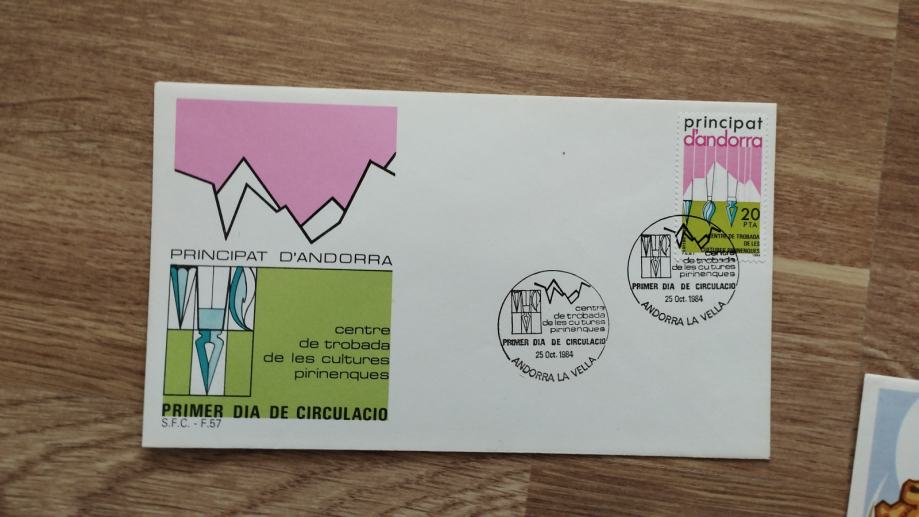 PRINCIPAT D'ANDORRA
centre
de trobada
de les cultures
pirinenques
PRIMER DIA DE CIRCULACIO
S.F.C. - F.57
principat
d'andorra
20
PTA
CENTRE DE TROBADA
DE LES
CULTURES PIRINENQUES
centre
de trobada
de les cultures
pirinenques
PRIMER DIA DE CIRCULACIO
25 Oct. 1984
ANDORRA LA VELLA
centre
de trobada
de les cultures
pirinenques
PRIMER DIA DE CIRCULACIO
25 Oct. 1984
ANDORRA LA VELLA